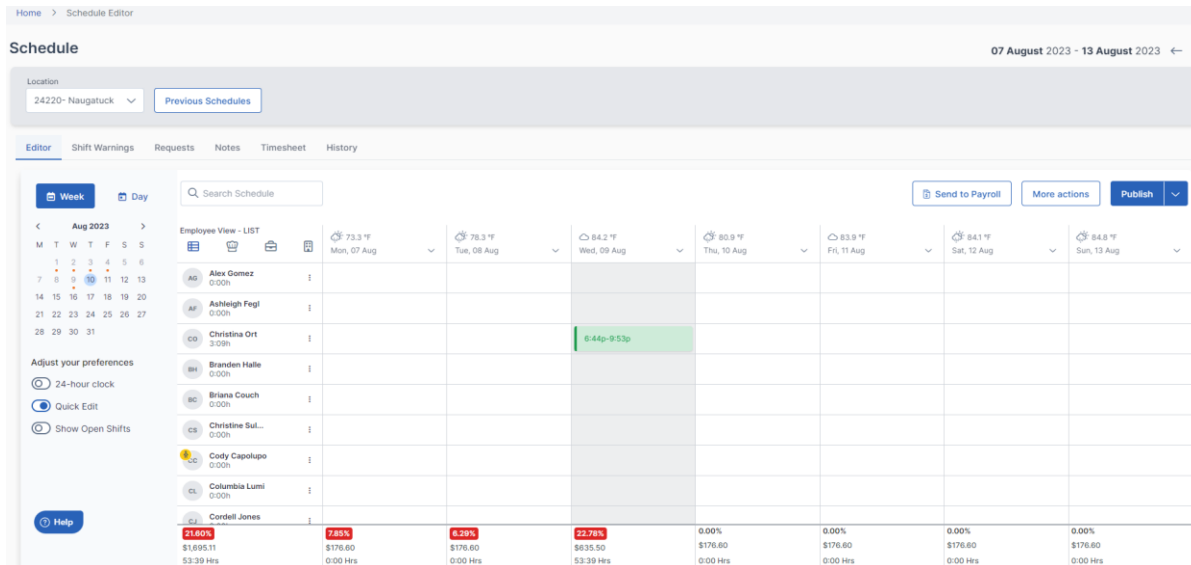 Home > Schedule Editor
Schedule
07 August 2023 - 13 August 2023 ←
Location
24220- Naugatuck
Previous Schedules
Editor Shift Warnings Requests Notes Timesheet History
Week Day
Search Schedule
Send to Payroll More actions Publish
< Aug 2023 >
M T W T F S S
1 2 3 4 5 6
7 8 9 10 11 12 13
14 15 16 17 18 19 20
21 22 23 24 25 26 27
28 29 30 31
Adjust your preferences
24-hour clock
Quick Edit
Show Open Shifts
Help
Employee View - LIST
73.3 °F 78.3 °F 84.2 °F 80.9 °F 83.9 °F 84.1 °F 84.8 °F
Mon, 07 Aug Tue, 08 Aug Wed, 09 Aug Thu, 10 Aug Fri, 11 Aug Sat, 12 Aug Sun, 13 Aug
AG Alex Gomez
0:00h
AF Ashleigh Fegl
0:00h
CO Christina Ort
3:09h
6:44p-9:53p
BH Branden Halle
0:00h
BC Briana Couch
0:00h
CS Christine Sul...
0:00h
CC Cody Capolupo
0:00h
CL Columbia Lumi
0:00h
CJ Cordell Jones
21.60% 7.85% 6.29% 22.78% 0.00% 0.00% 0.00% 0.00%
$1,695.11 $176.60 $176.60 $635.50 $176.60 $176.60 $176.60 $176.60
53:39 Hrs 0:00 Hrs 0:00 Hrs 53:39 Hrs 0:00 Hrs 0:00 Hrs 0:00 Hrs 0:00 Hrs